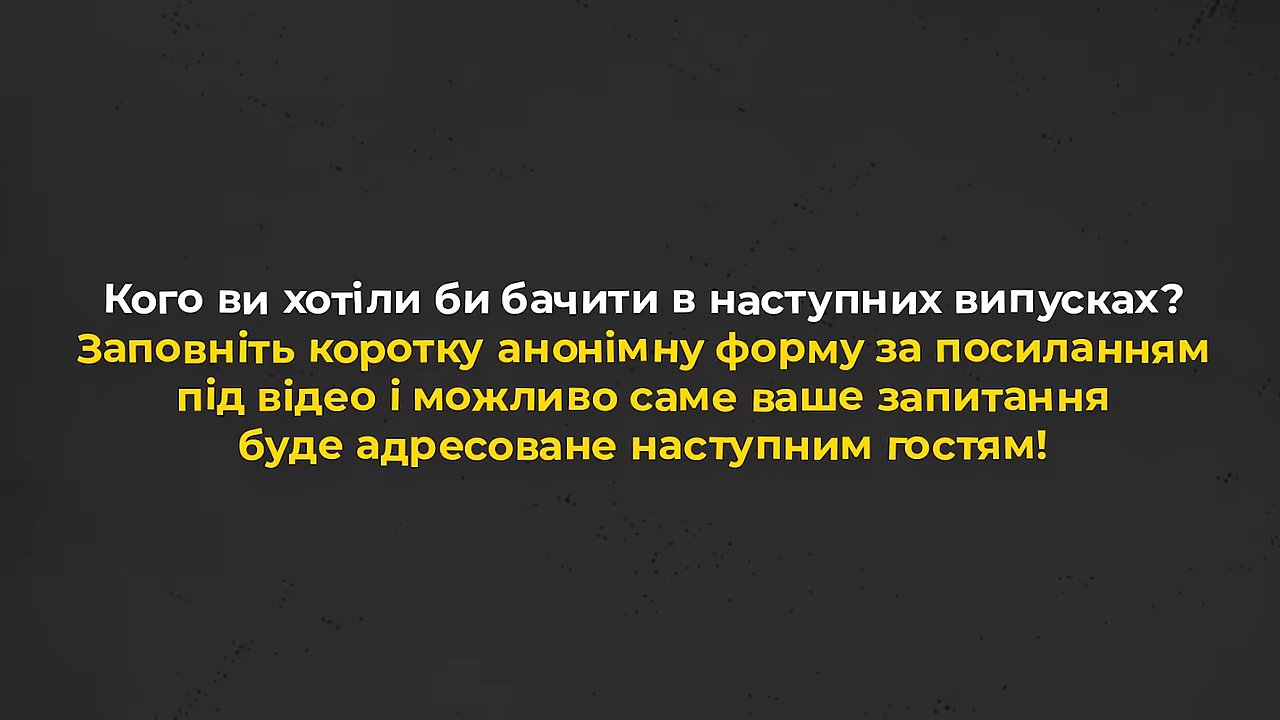 Кого ви хотіли би бачити в наступних випусках?
Заповніть коротку анонімну форму за посиланням
під відео і можливо саме ваше запитання
буде адресоване наступним гостям!